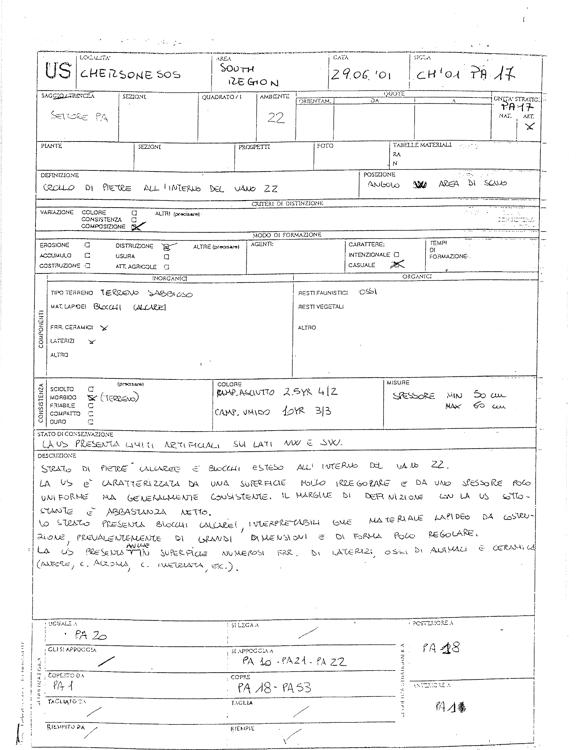 US
LOCALITA'
CHERSONESOS
AREA
SOUTH
REGION
DATA
29.06.'01
SIGLA
CH'01 PA 17
SAGGIO/TRINCEA
SETTORE PA
SEZIONI
QUADRATO/I
AMBIENTE
22
QUOTE
ORIENTAM.
DA
A
UNITA' STRATIG.
PA 17
NAT. ART.
X
PIANTE
SEZIONI
PROSPETTI
FOTO
TABELLE MATERIALI
RA
N
DEFINIZIONE
CROLLO DI PIETRE ALL'INTERNO DEL VANO 22
POSIZIONE
ANGOLO AREA DI SCAVO
CRITERI DI DISTINZIONE
VARIAZIONE COLORE ALTRI (precisare)
CONSISTENZA
COMPOSIZIONE X
MODO DI FORMAZIONE
EROSIONE DISTRUZIONE X ALTRE (precisare)
ACCUMULO USURA
COSTRUZIONE ATT. AGRICOLE
AGENTI:
CARATTERE:
INTENZIONALE
CASUALE X
TEMPI
DI
FORMAZIONE
COMPONENTI
INORGANICI
TIPO TERRENO TERRENO SABBIOSO
MAT. LAPIDEI BLOCCHI CALCAREI
FRR. CERAMICI X
LATERIZI X
ALTRO
ORGANICI
RESTI FAUNISTICI OSSI
RESTI VEGETALI
ALTRO
CONSISTENZA
SCIOLTO (precisare)
MORBIDO X (TERRENO)
FRIABILE
COMPATTO
DURO
COLORE
CAMP. ASCIUTTO 2.5YR 4/2
CAMP. UMIDO 10YR 3/3
MISURE
SPESSORE MIN 50 cm
MAX 60 cm
STATO DI CONSERVAZIONE
LA US PRESENTA LIMITI ARTIFICIALI SUI LATI NW E SW.
DESCRIZIONE
STRATO DI PIETRE CALCAREE E BLOCCHI ESTESO ALL'INTERNO DEL VANO 22.
LA US E' CARATTERIZZATA DA UNA SUPERFICIE MOLTO IRREGORARE E DA UNO SPESSORE POCO
UNIFORME MA GENERALMENTE CONSISTENTE. IL MARGINE DI DEFINIZIONE CON LA US SOTTO-
STANTE E' ABBASTANZA NETTO.
LO STRATO PRESENTA BLOCCHI CALCAREI, INTERPRETABILI COME MATERIALE LAPIDEO DA COSTRU-
ZIONE, PREVALENTEMENTE DI GRANDI DIMENSIONI E DI FORMA POCO REGOLARE.
LA US PRESENTA ANCHE IN SUPERFICIE NUMEROSI FRR. DI LATERIZI, OSSI DI ANIMALI E CERAMICA
(ANFORE, C. ACROMA, C. INVETRIATA, ETC.).
UGUALE A
PA 20
SI LEGA A
GLI SI APPOGGIA
SI APPOGGIA A
PA 10 - PA21 - PA 22
COPERTO DA
PA 1
COPRE
PA 18 - PA53
TAGLIATO DA
TAGLIA
RIEMPITO DA
RIEMPIE
POSTERIORE A
PA 18
ANTERIORE A